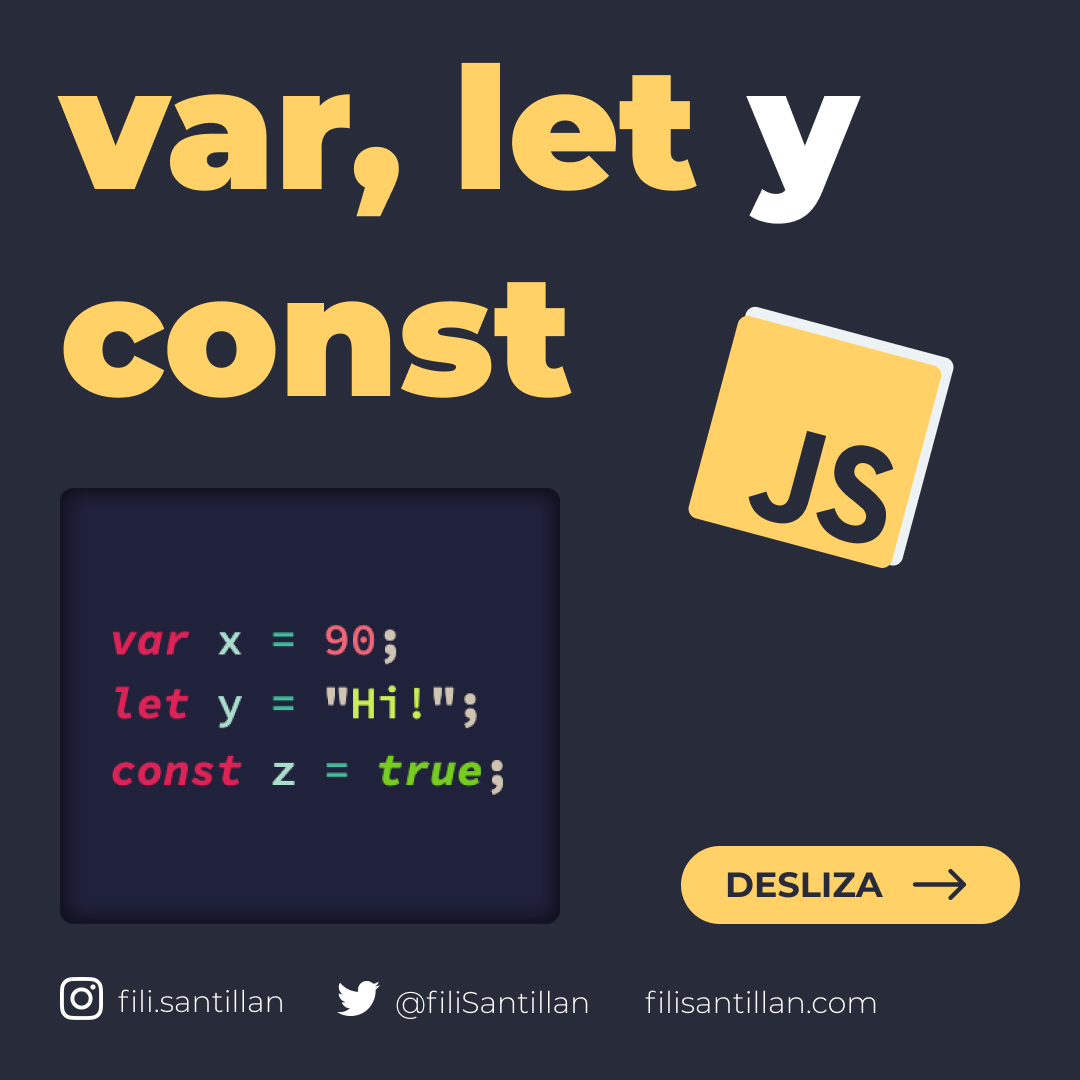 var, let y
const
JS
var x = 90;
let y = "Hi!";
const z = true;
DESLIZA
fili.santillan @filiSantillan filisantillan.com